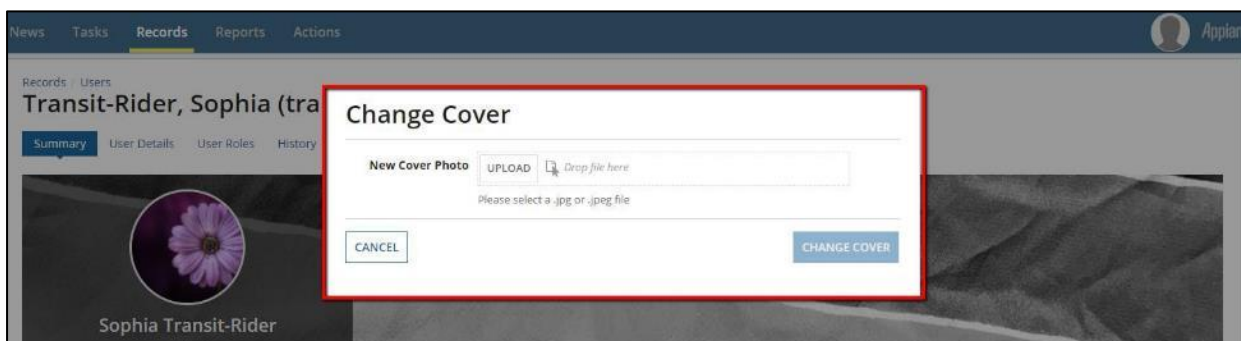 News Tasks Records Reports Actions
Records / Users
Transit-Rider, Sophia (tra
Summary User Details User Roles History
Change Cover
New Cover Photo UPLOAD Drop file here
Please select a .jpg or .jpeg file
CANCEL CHANGE COVER
Sophia Transit-Rider